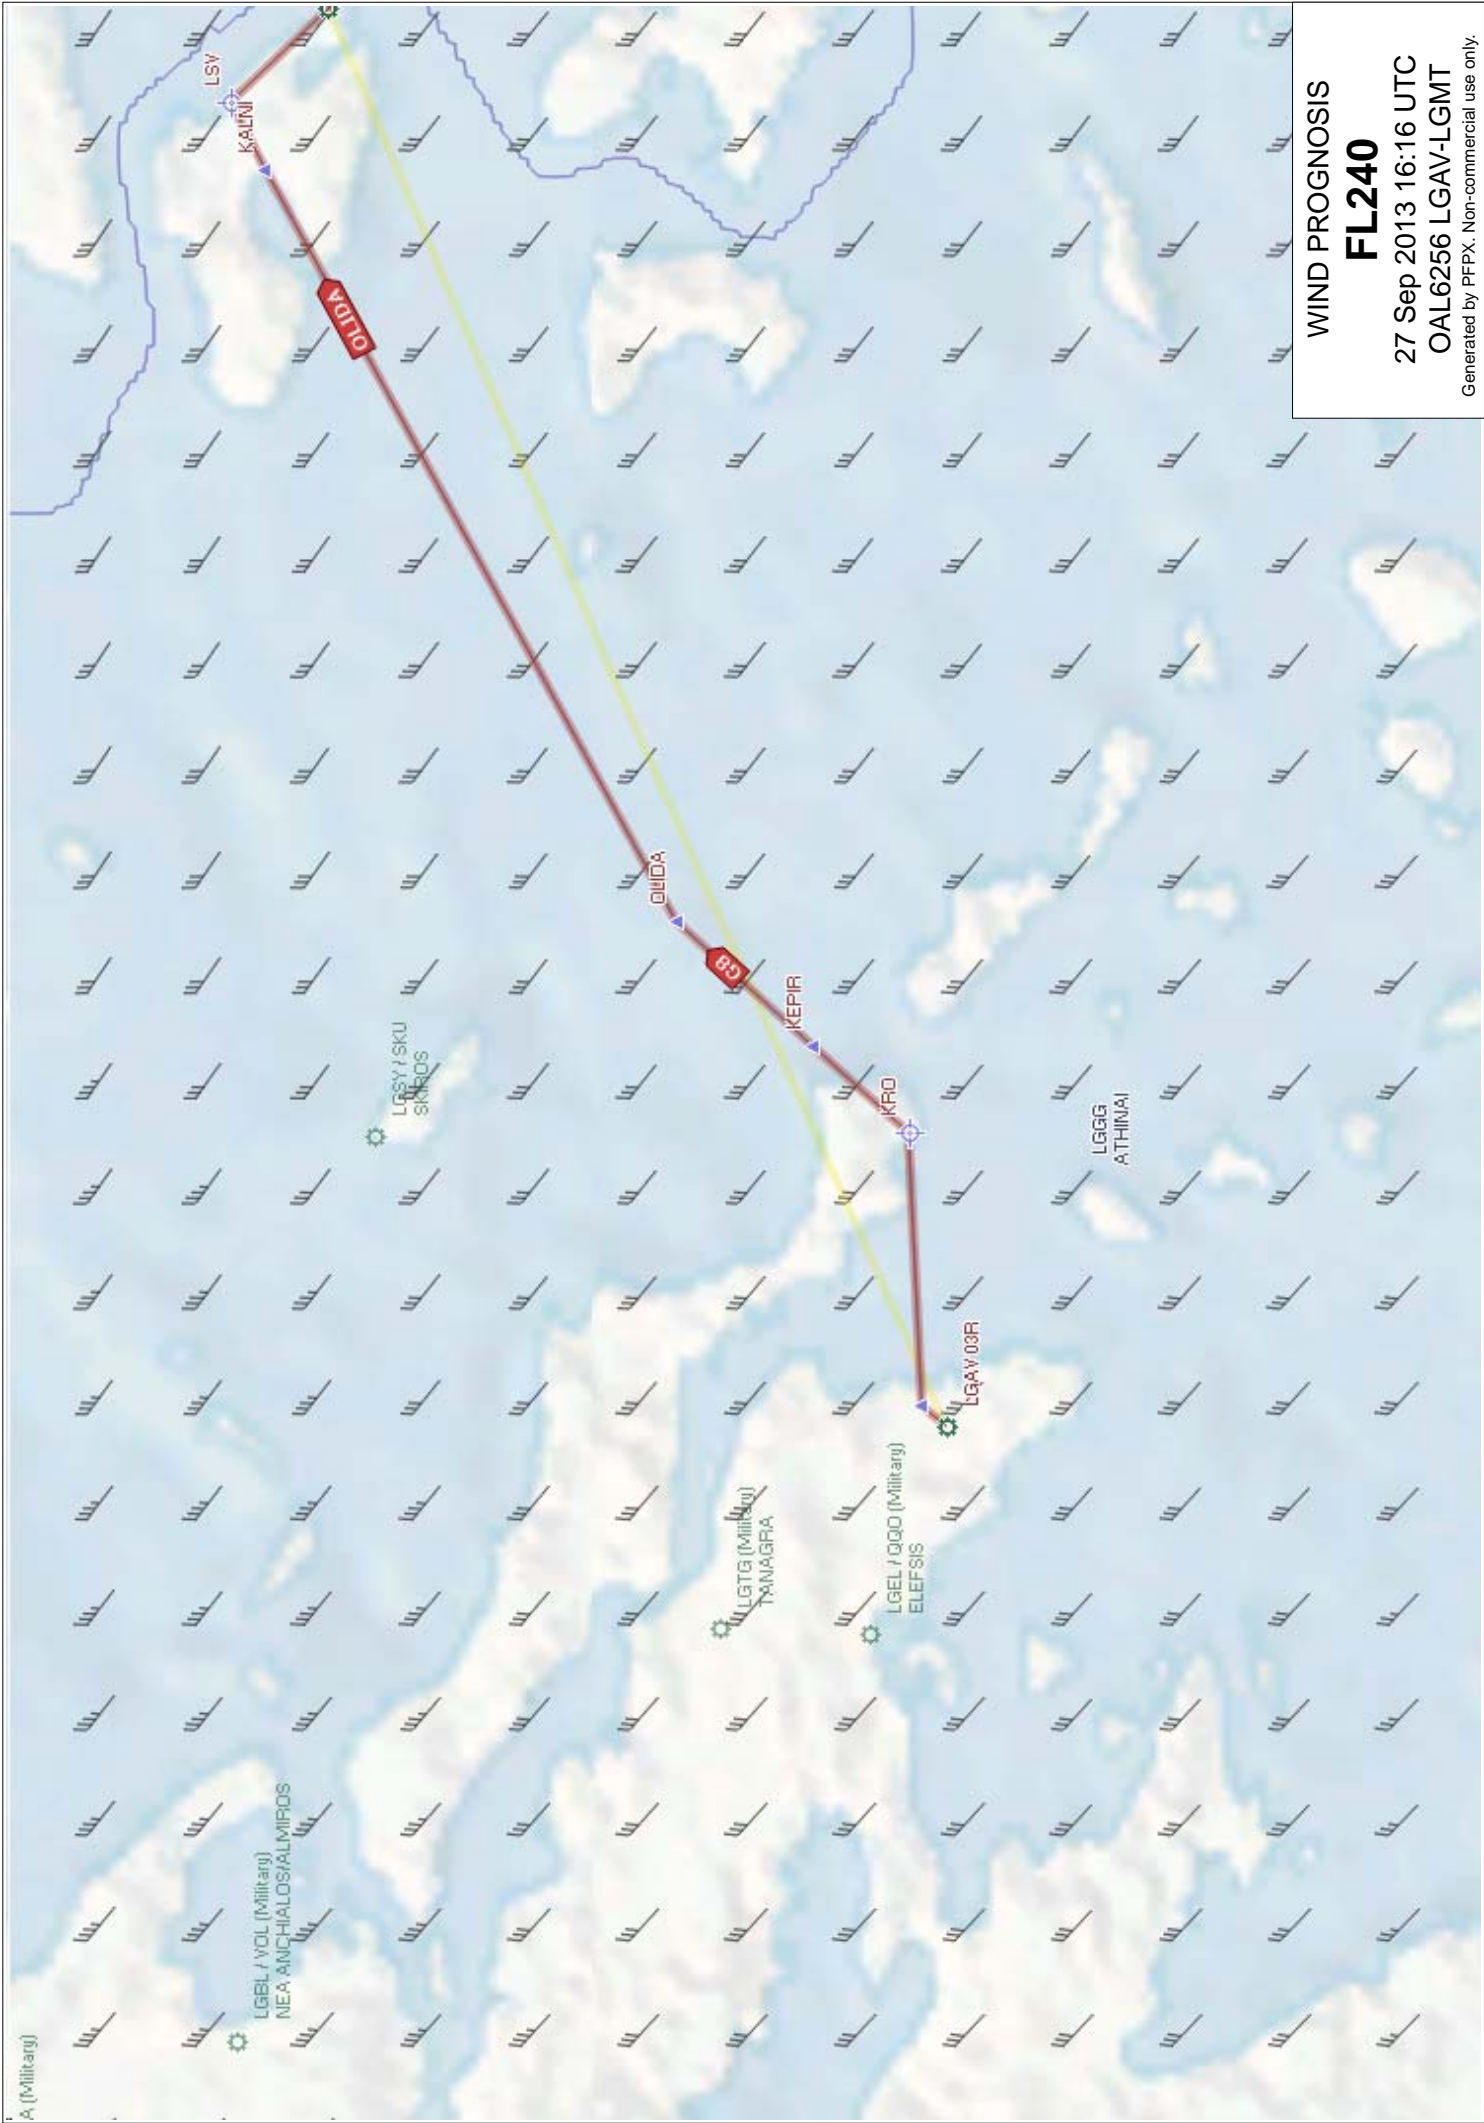 WIND PROGNOSIS
FL240
27 Sep 2013 16:16 UTC
OAL6256 LGAV-LGMT
Generated by PFPX. Non-commercial use only.
A (Military)
LGBL / VOL (Military)
NEA ANCHIALOS/ALMIROS
LGSY / SKU
SKIROS
LGTG (Military)
TANAGRA
LGEL / QQO (Military)
ELEFSIS
LGAV 03R
KRO
KEPIR
G8
OLIDA
OLIDA
KALNI
LSV
LGGG
ATHINAI